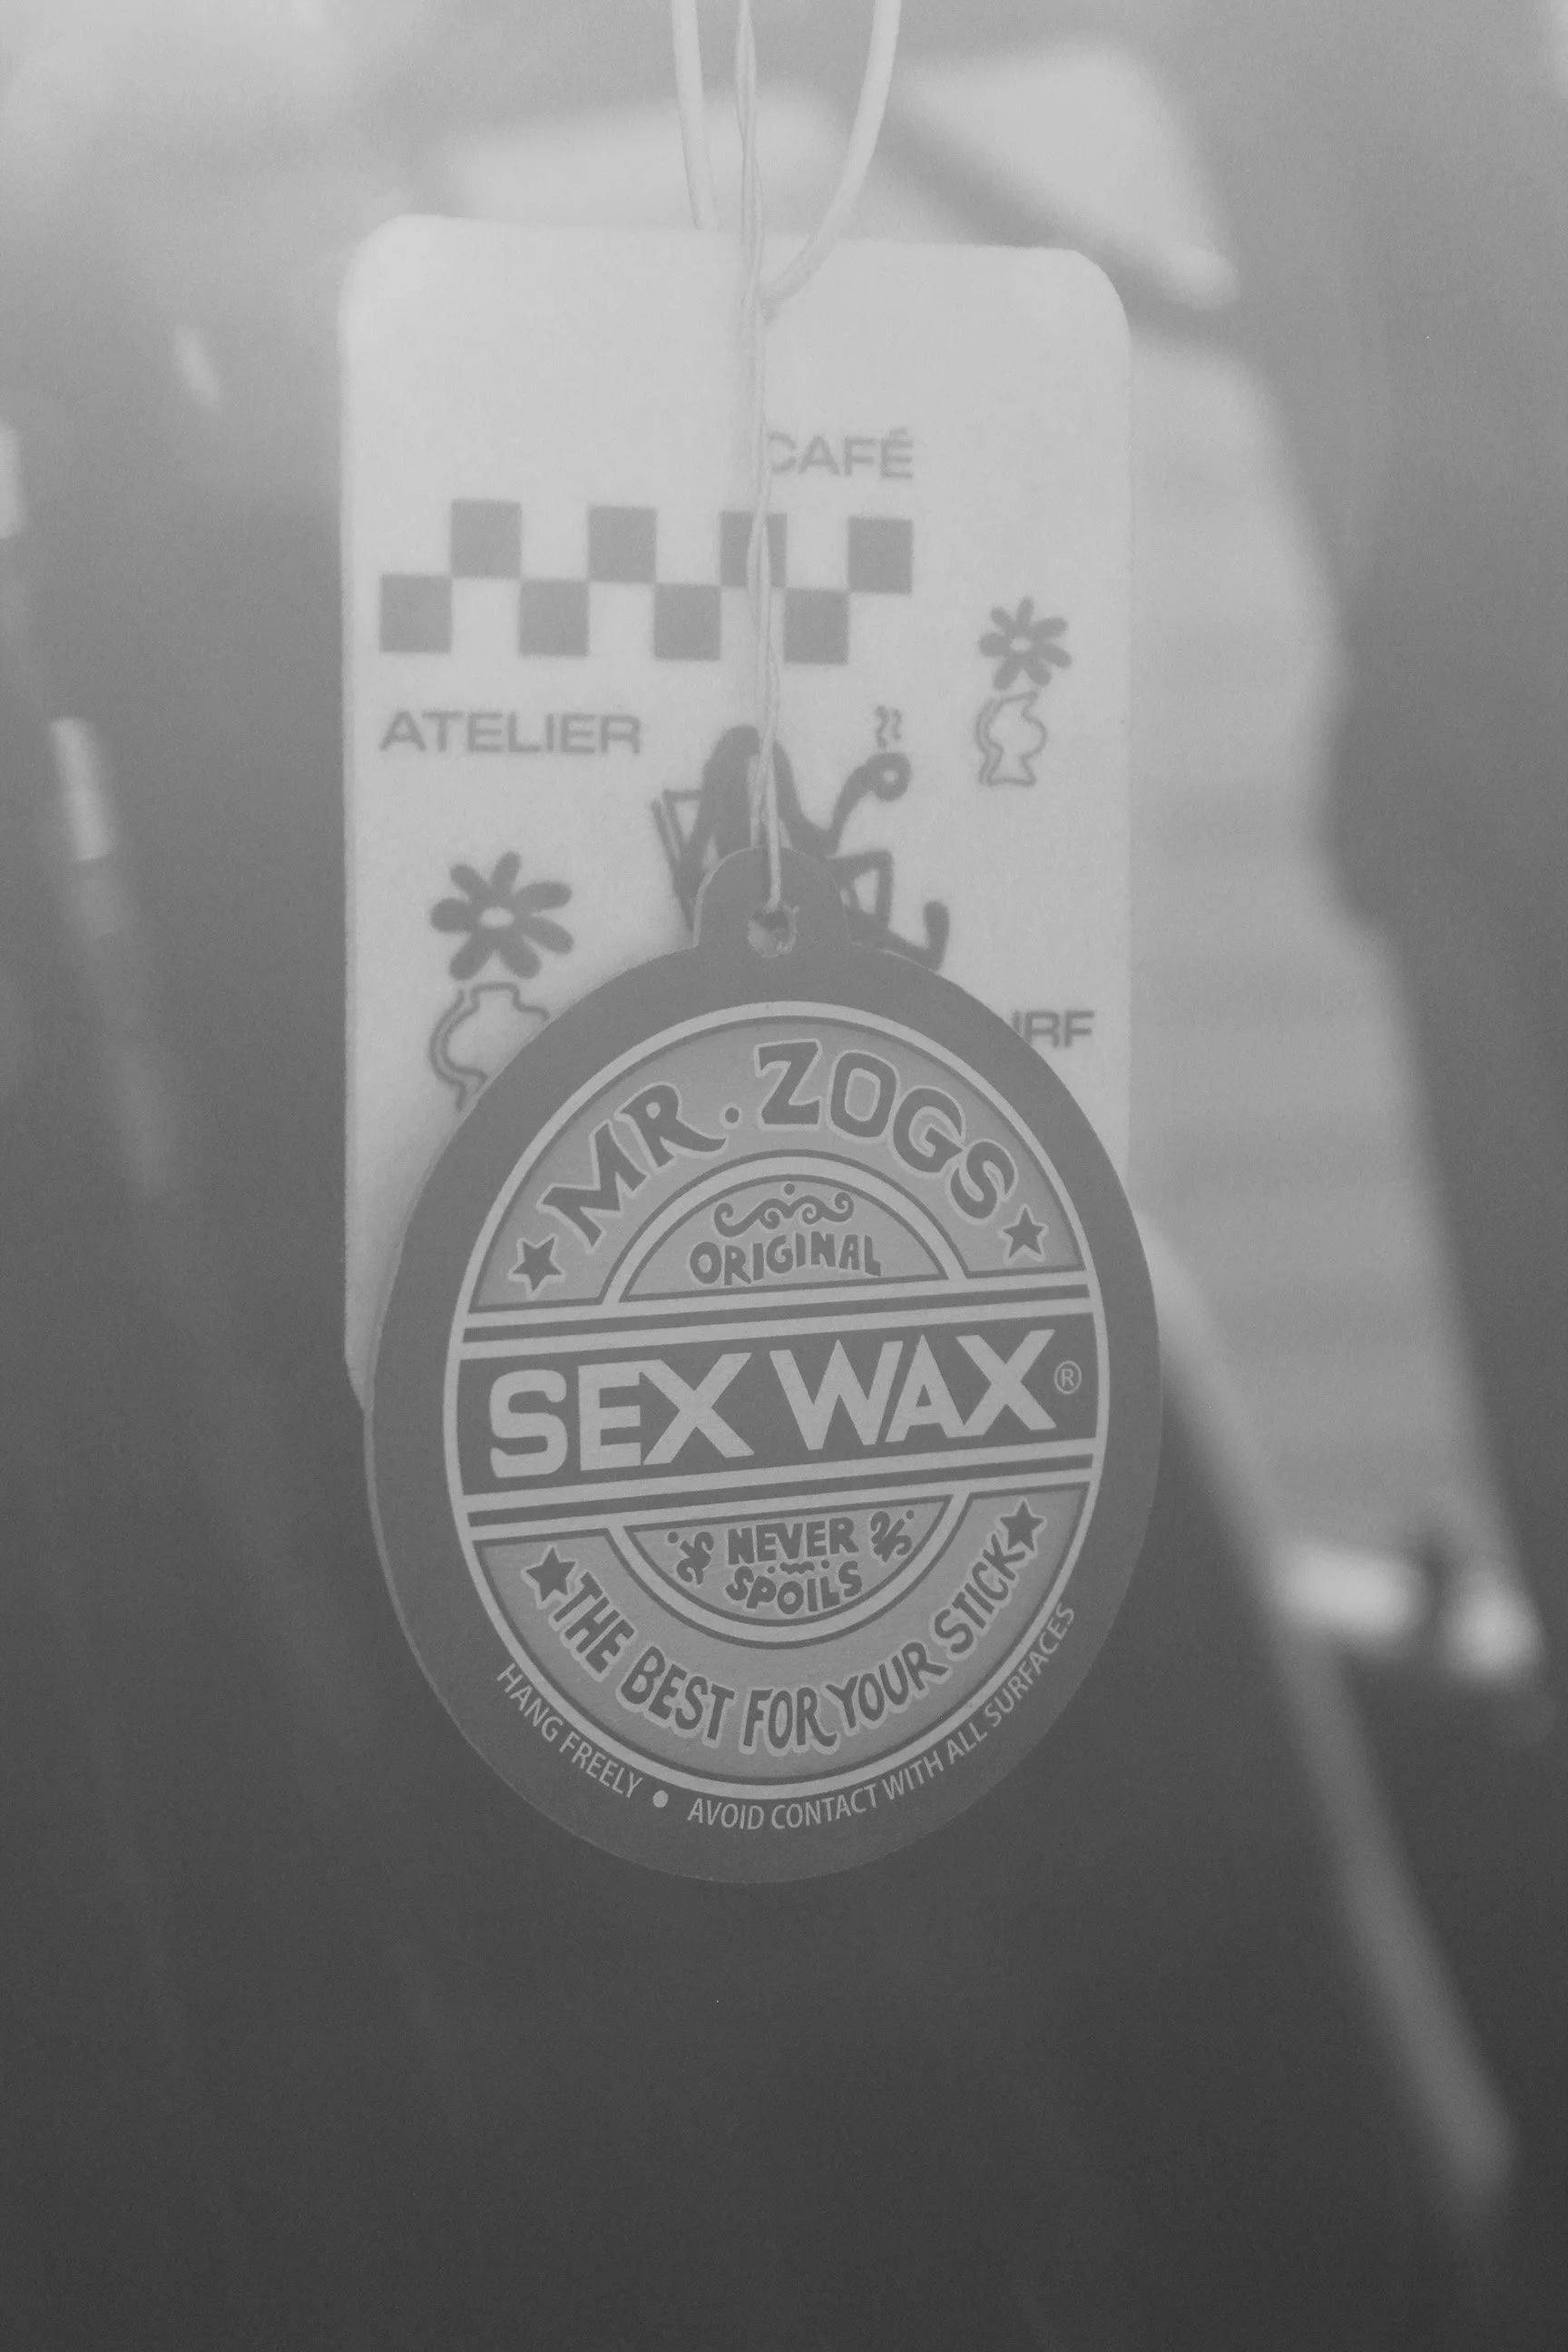 CAFÉ
ATELIER
MR. ZOGS
ORIGINAL
SEX WAX®
NEVER
SPOILS
THE BEST FOR YOUR STICK
HANG FREELY • AVOID CONTACT WITH ALL SURFACES